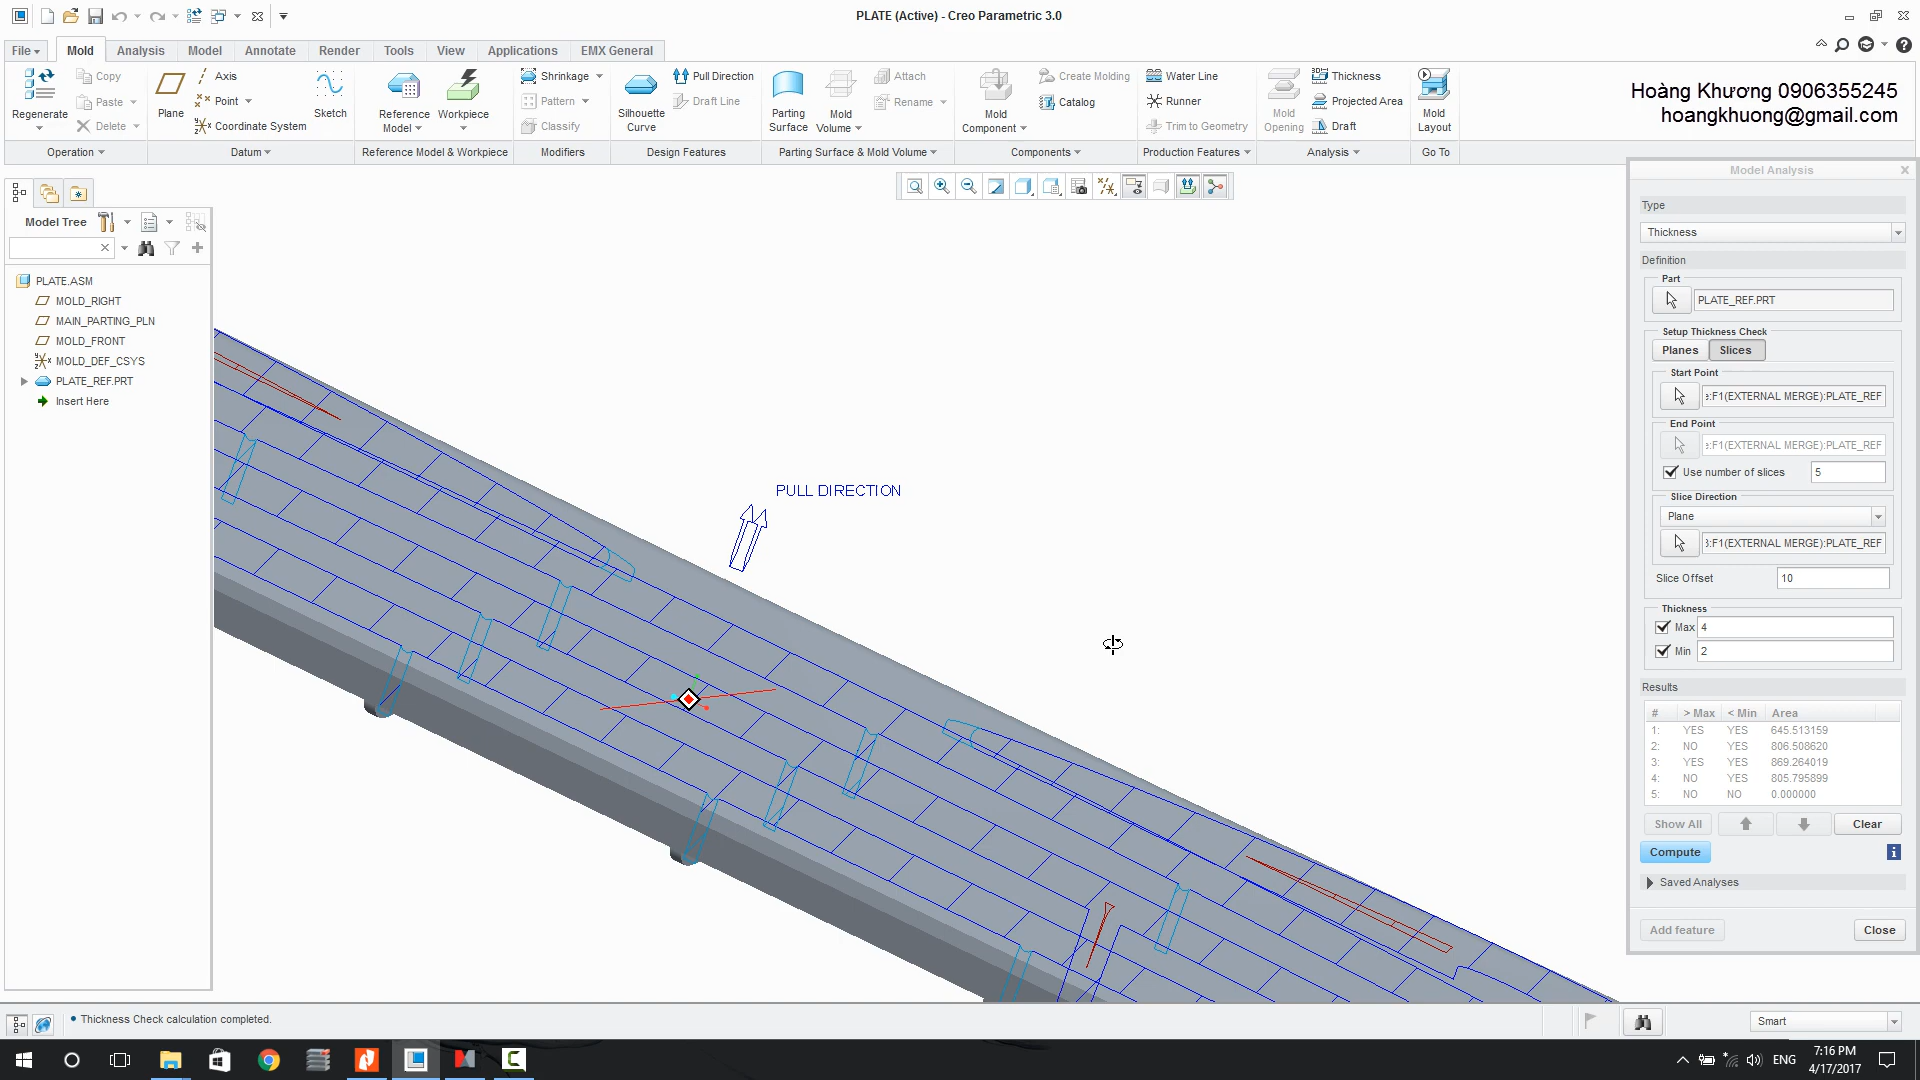 PLATE (Active) - Creo Parametric 3.0
File
Mold
Analysis
Model
Annotate
Render
Tools
View
Applications
EMX General
Regenerate
Copy
Paste
Delete
Operation
Plane
Axis
Point
Coordinate System
Sketch
Datum
Reference Model
Workpiece
Reference Model & Workpiece
Shrinkage
Pattern
Classify
Modifiers
Silhouette Curve
Pull Direction
Draft Line
Design Features
Parting Surface
Mold Volume
Attach
Rename
Parting Surface & Mold Volume
Mold Component
Create Molding
Catalog
Components
Water Line
Runner
Trim to Geometry
Production Features
Mold Opening
Thickness
Projected Area
Draft
Analysis
Mold Layout
Go To
Hoàng Khương 0906355245
hoangkhuong@gmail.com
Model Tree
PLATE.ASM
MOLD_RIGHT
MAIN_PARTING_PLN
MOLD_FRONT
MOLD_DEF_CSYS
PLATE_REF.PRT
Insert Here
PULL DIRECTION
Model Analysis
Type
Thickness
Definition
Part
PLATE_REF.PRT
Setup Thickness Check
Planes
Slices
Start Point
:F1(EXTERNAL MERGE):PLATE_REF
End Point
:F1(EXTERNAL MERGE):PLATE_REF
Use number of slices 5
Slice Direction
Plane
:F1(EXTERNAL MERGE):PLATE_REF
Slice Offset 10
Thickness
Max 4
Min 2
Results
# > Max < Min Area
1: YES YES 645.513159
2: NO YES 806.508620
3: YES YES 869.264019
4: NO YES 805.795899
5: NO NO 0.000000
Show All
Clear
Compute
Saved Analyses
Add feature
Close
Thickness Check calculation completed.
Smart
ENG
7:16 PM
4/17/2017